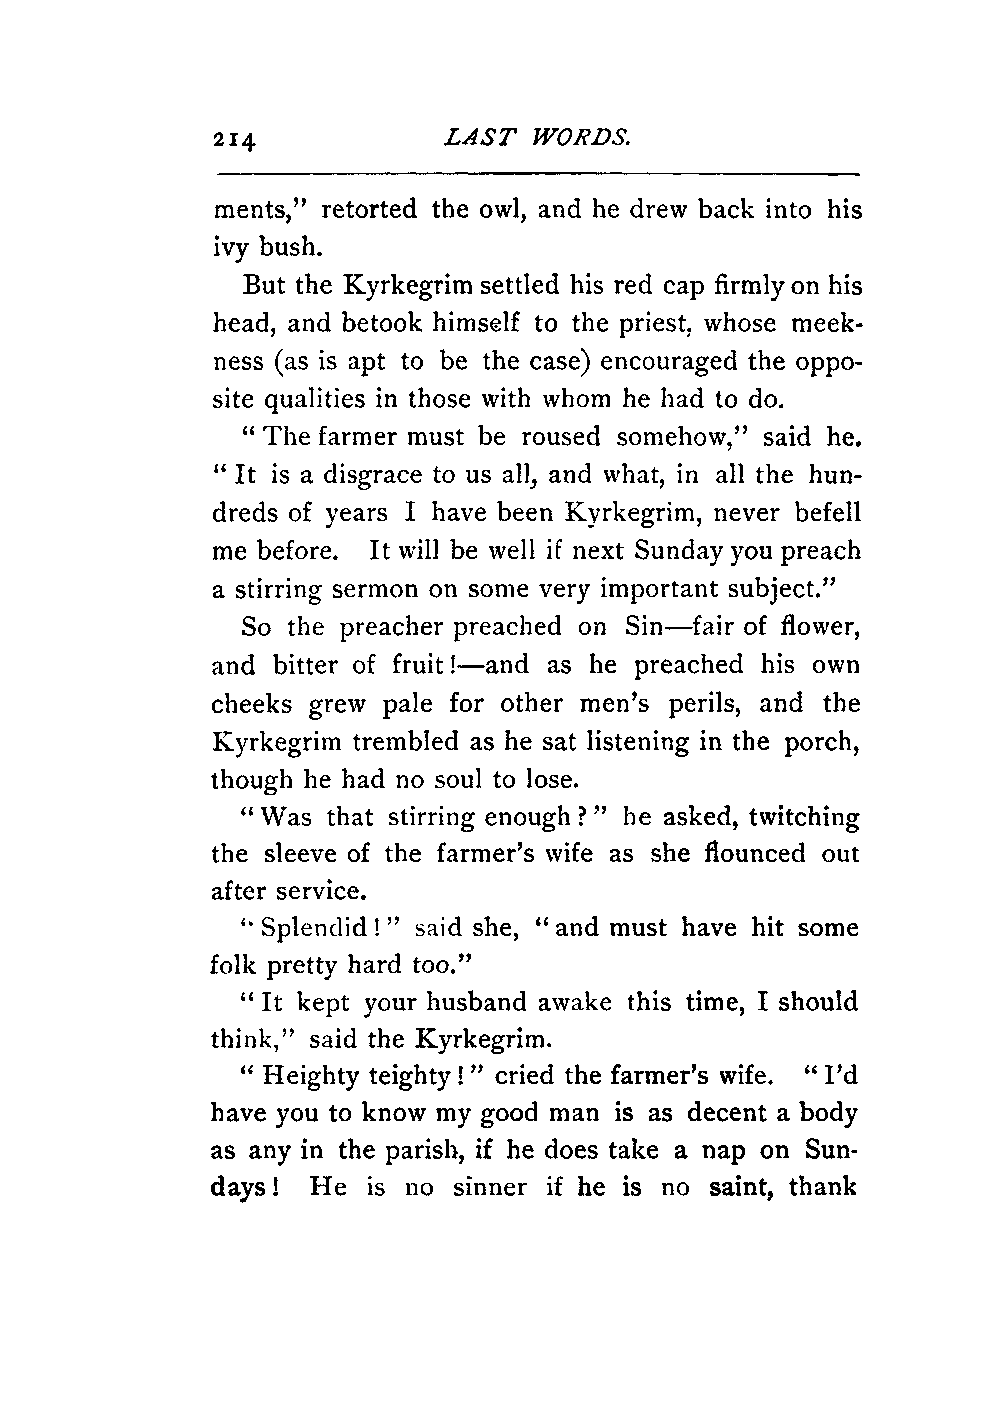 214 LAST WORDS.
ments," retorted the owl, and he drew back into his
ivy bush.
But the Kyrkegrim settled his red cap firmly on his
head, and betook himself to the priest, whose meek-
ness (as is apt to be the case) encouraged the oppo-
site qualities in those with whom he had to do.
"The farmer must be roused somehow," said he.
"It is a disgrace to us all, and what, in all the hun-
dreds of years I have been Kyrkegrim, never befell
me before. It will be well if next Sunday you preach
a stirring sermon on some very important subject."
So the preacher preached on Sin—fair of flower,
and bitter of fruit!—and as he preached his own
cheeks grew pale for other men's perils, and the
Kyrkegrim trembled as he sat listening in the porch,
though he had no soul to lose.
"Was that stirring enough?" he asked, twitching
the sleeve of the farmer's wife as she flounced out
after service.
"Splendid!" said she, "and must have hit some
folk pretty hard too."
"It kept your husband awake this time, I should
think," said the Kyrkegrim.
"Heighty teighty!" cried the farmer's wife. "I'd
have you to know my good man is as decent a body
as any in the parish, if he does take a nap on Sun-
days! He is no sinner if he is no saint, thank